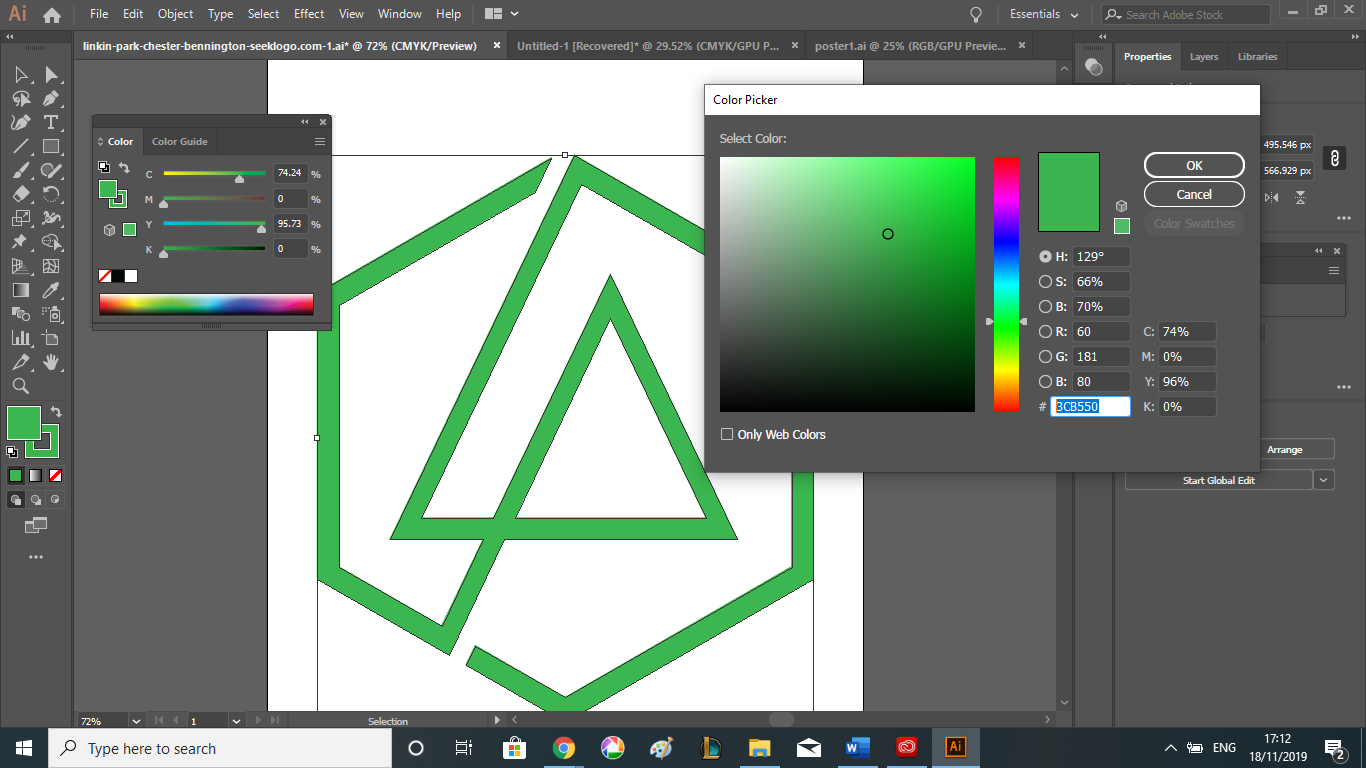 Ai File Edit Object Type Select Effect View Window Help Essentials Search Adobe Stock
linkin-park-chester-bennington-seeklogo.com-1.ai* @ 72% (CMYK/Preview) × Untitled-1 [Recovered]* @ 29.52% (CMYK/GPU P... × poster1.ai @ 25% (RGB/GPU Previe... ×
Properties Layers Libraries
Color Color Guide
C 74.24 %
M 0 %
Y 95.73 %
K 0 %
Color Picker
Select Color:
OK
Cancel
Color Swatches
H: 129°
S: 66%
B: 70%
R: 60 C: 74%
G: 181 M: 0%
B: 80 Y: 96%
# 3CB550 K: 0%
Only Web Colors
495.546 px
566.929 px
Arrange
Start Global Edit
72% 1 Selection
Type here to search
ENG
17:12
18/11/2019
2
Ai